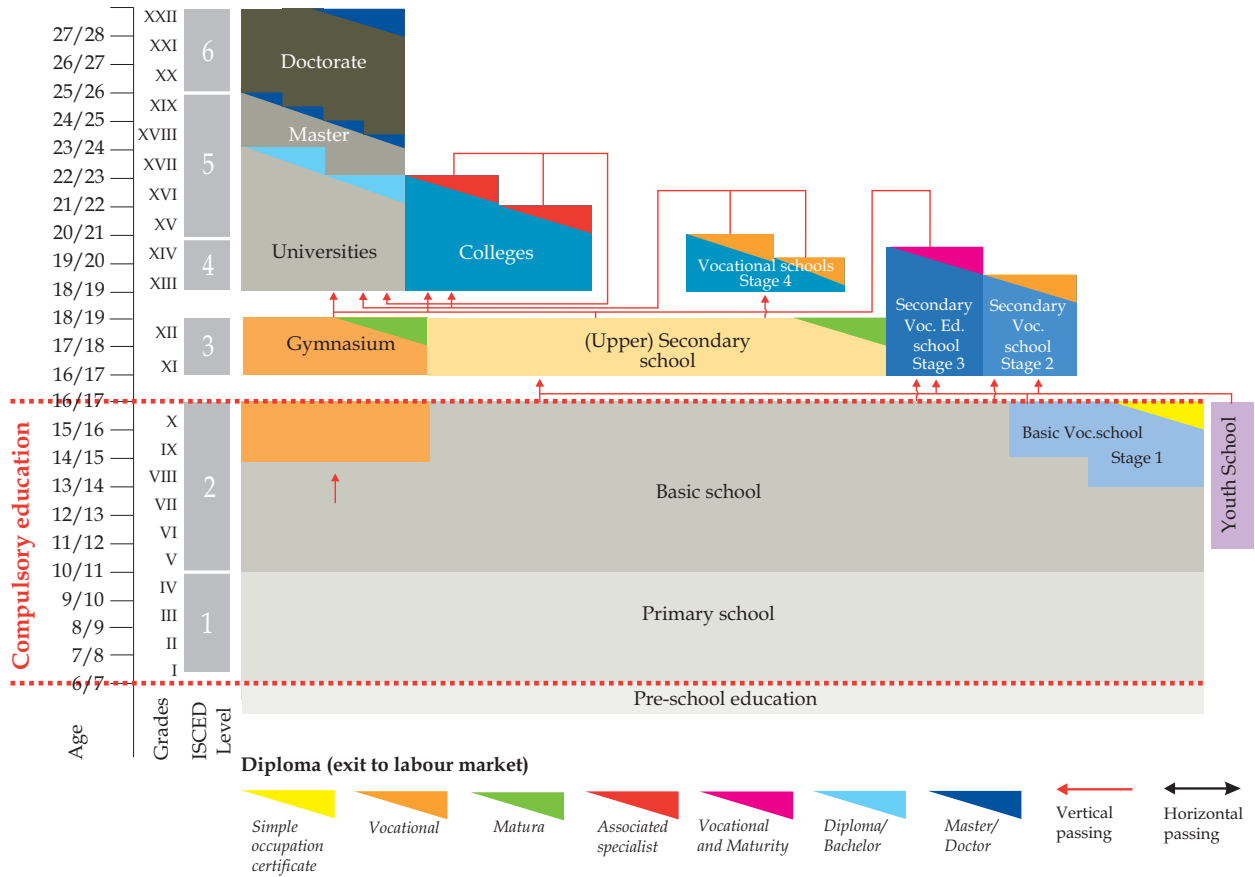 27/28
26/27
25/26
24/25
23/24
22/23
21/22
20/21
19/20
18/19
18/19
17/18
16/17
16/17
15/16
14/15
13/14
12/13
11/12
10/11
9/10
8/9
7/8
6/7
Age
Compulsory education
XXII
XXI
XX
XIX
XVIII
XVII
XVI
XV
XIV
XIII
XII
XI
X
IX
VIII
VII
VI
V
IV
III
II
I
Grades
6
5
4
3
2
1
ISCED
Level
Doctorate
Master
Universities
Colleges
Vocational schools
Stage 4
Secondary
Voc. Ed.
school
Stage 3
Secondary
Voc.
school
Stage 2
Gymnasium
(Upper) Secondary
school
Basic Voc.school
Stage 1
Youth School
Basic school
Primary school
Pre-school education
Diploma (exit to labour market)
Simple
occupation
certificate
Vocational
Matura
Associated
specialist
Vocational
and Maturity
Diploma/
Bachelor
Master/
Doctor
Vertical
passing
Horizontal
passing